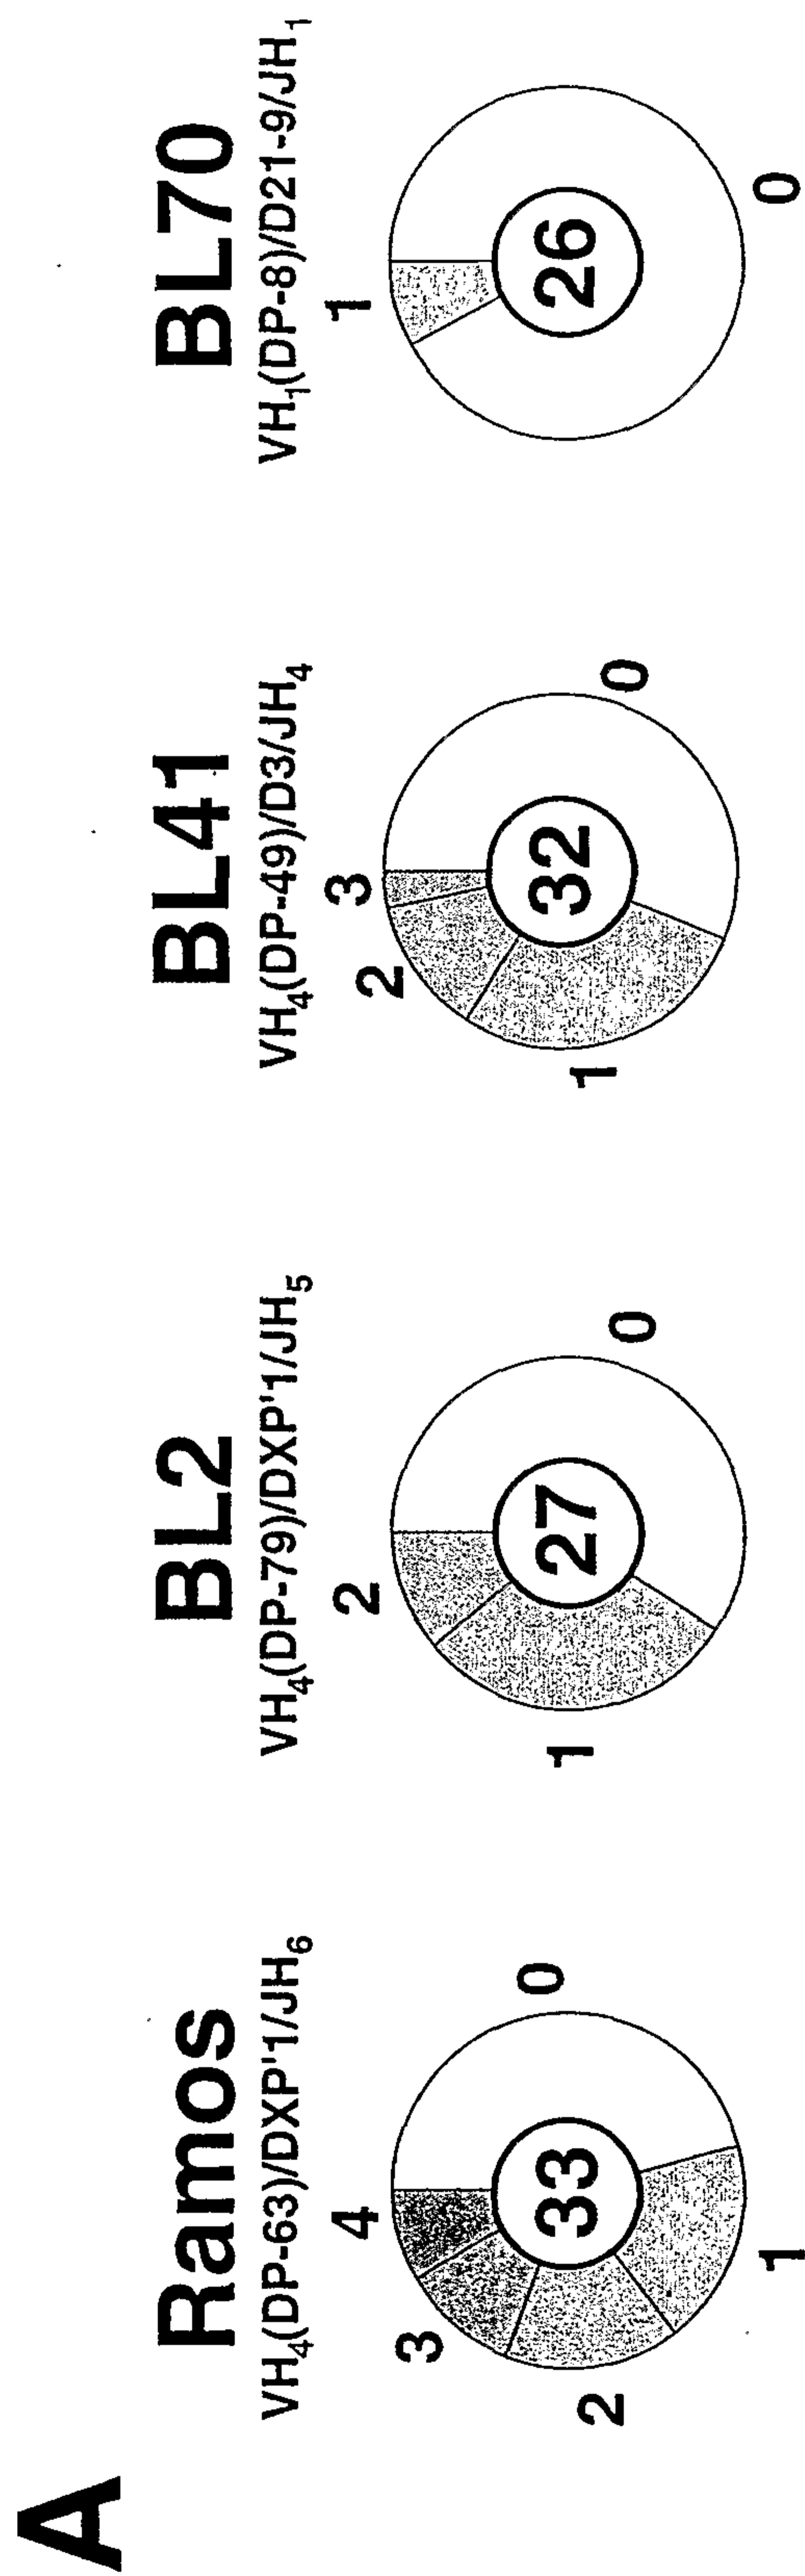 A
Ramos
VH4(DP-63)/DXP'1/JH6
4
3
0
33
2
1
BL2
VH4(DP-79)/DXP'1/JH5
2
0
27
1
BL41
VH4(DP-49)/D3/JH4
3
2
0
32
1
BL70
VH1(DP-8)/D21-9/JH1
1
26
0